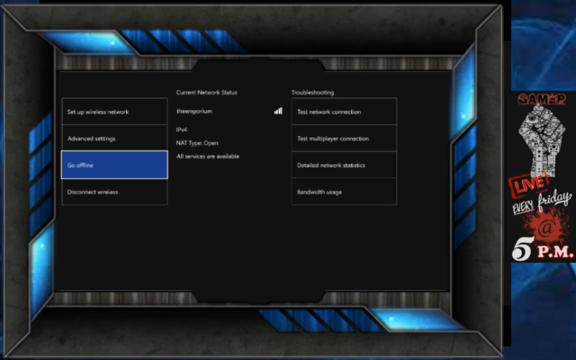 Current Network Status
Troubleshooting
Set up wireless network
theemporium
Test network connection
IPv4
Advanced settings
NAT Type: Open
Test multiplayer connection
All services are available
Go offline
Detailed network statistics
Disconnect wireless
Bandwidth usage
GAMER
LIVE
EVERY friday
@
5 P.M.